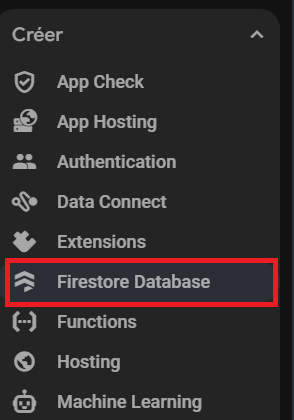 Créer
App Check
App Hosting
Authentication
Data Connect
Extensions
Firestore Database
Functions
Hosting
Machine Learning